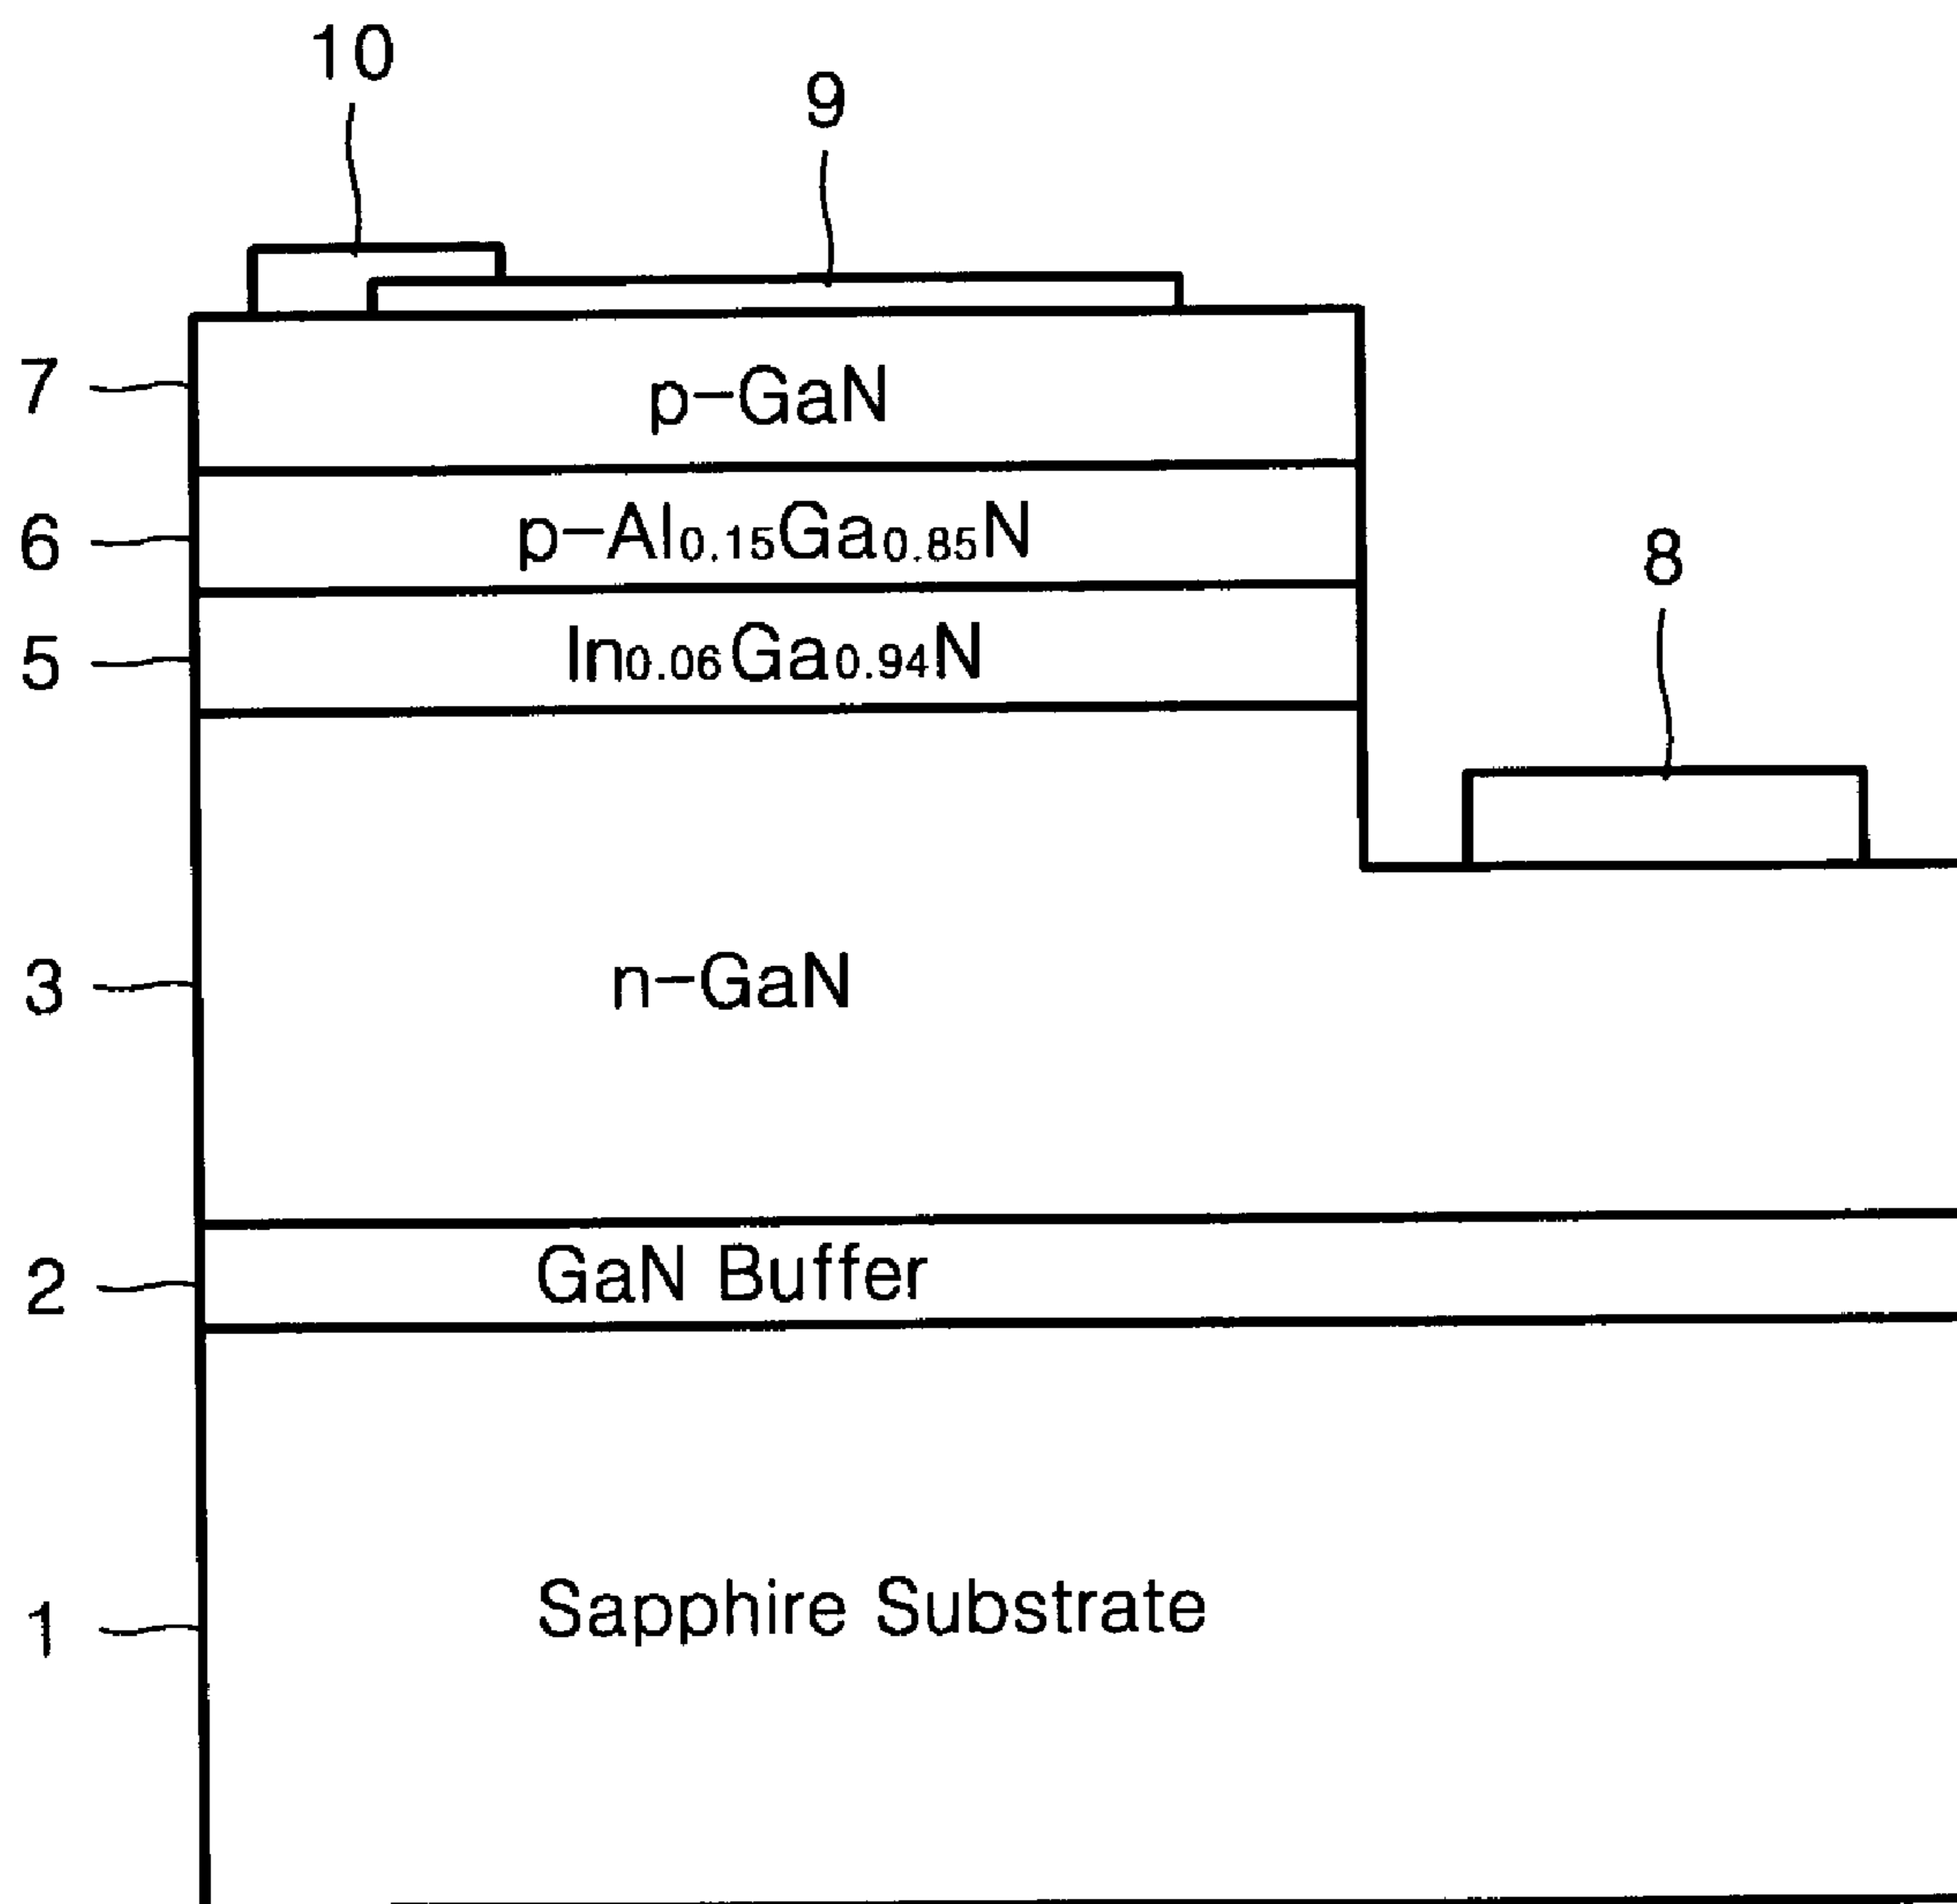 10
9
7
p-GaN
6
p-Al0.15Ga0.85N
8
5
In0.06Ga0.94N
3
n-GaN
2
GaN Buffer
1
Sapphire Substrate